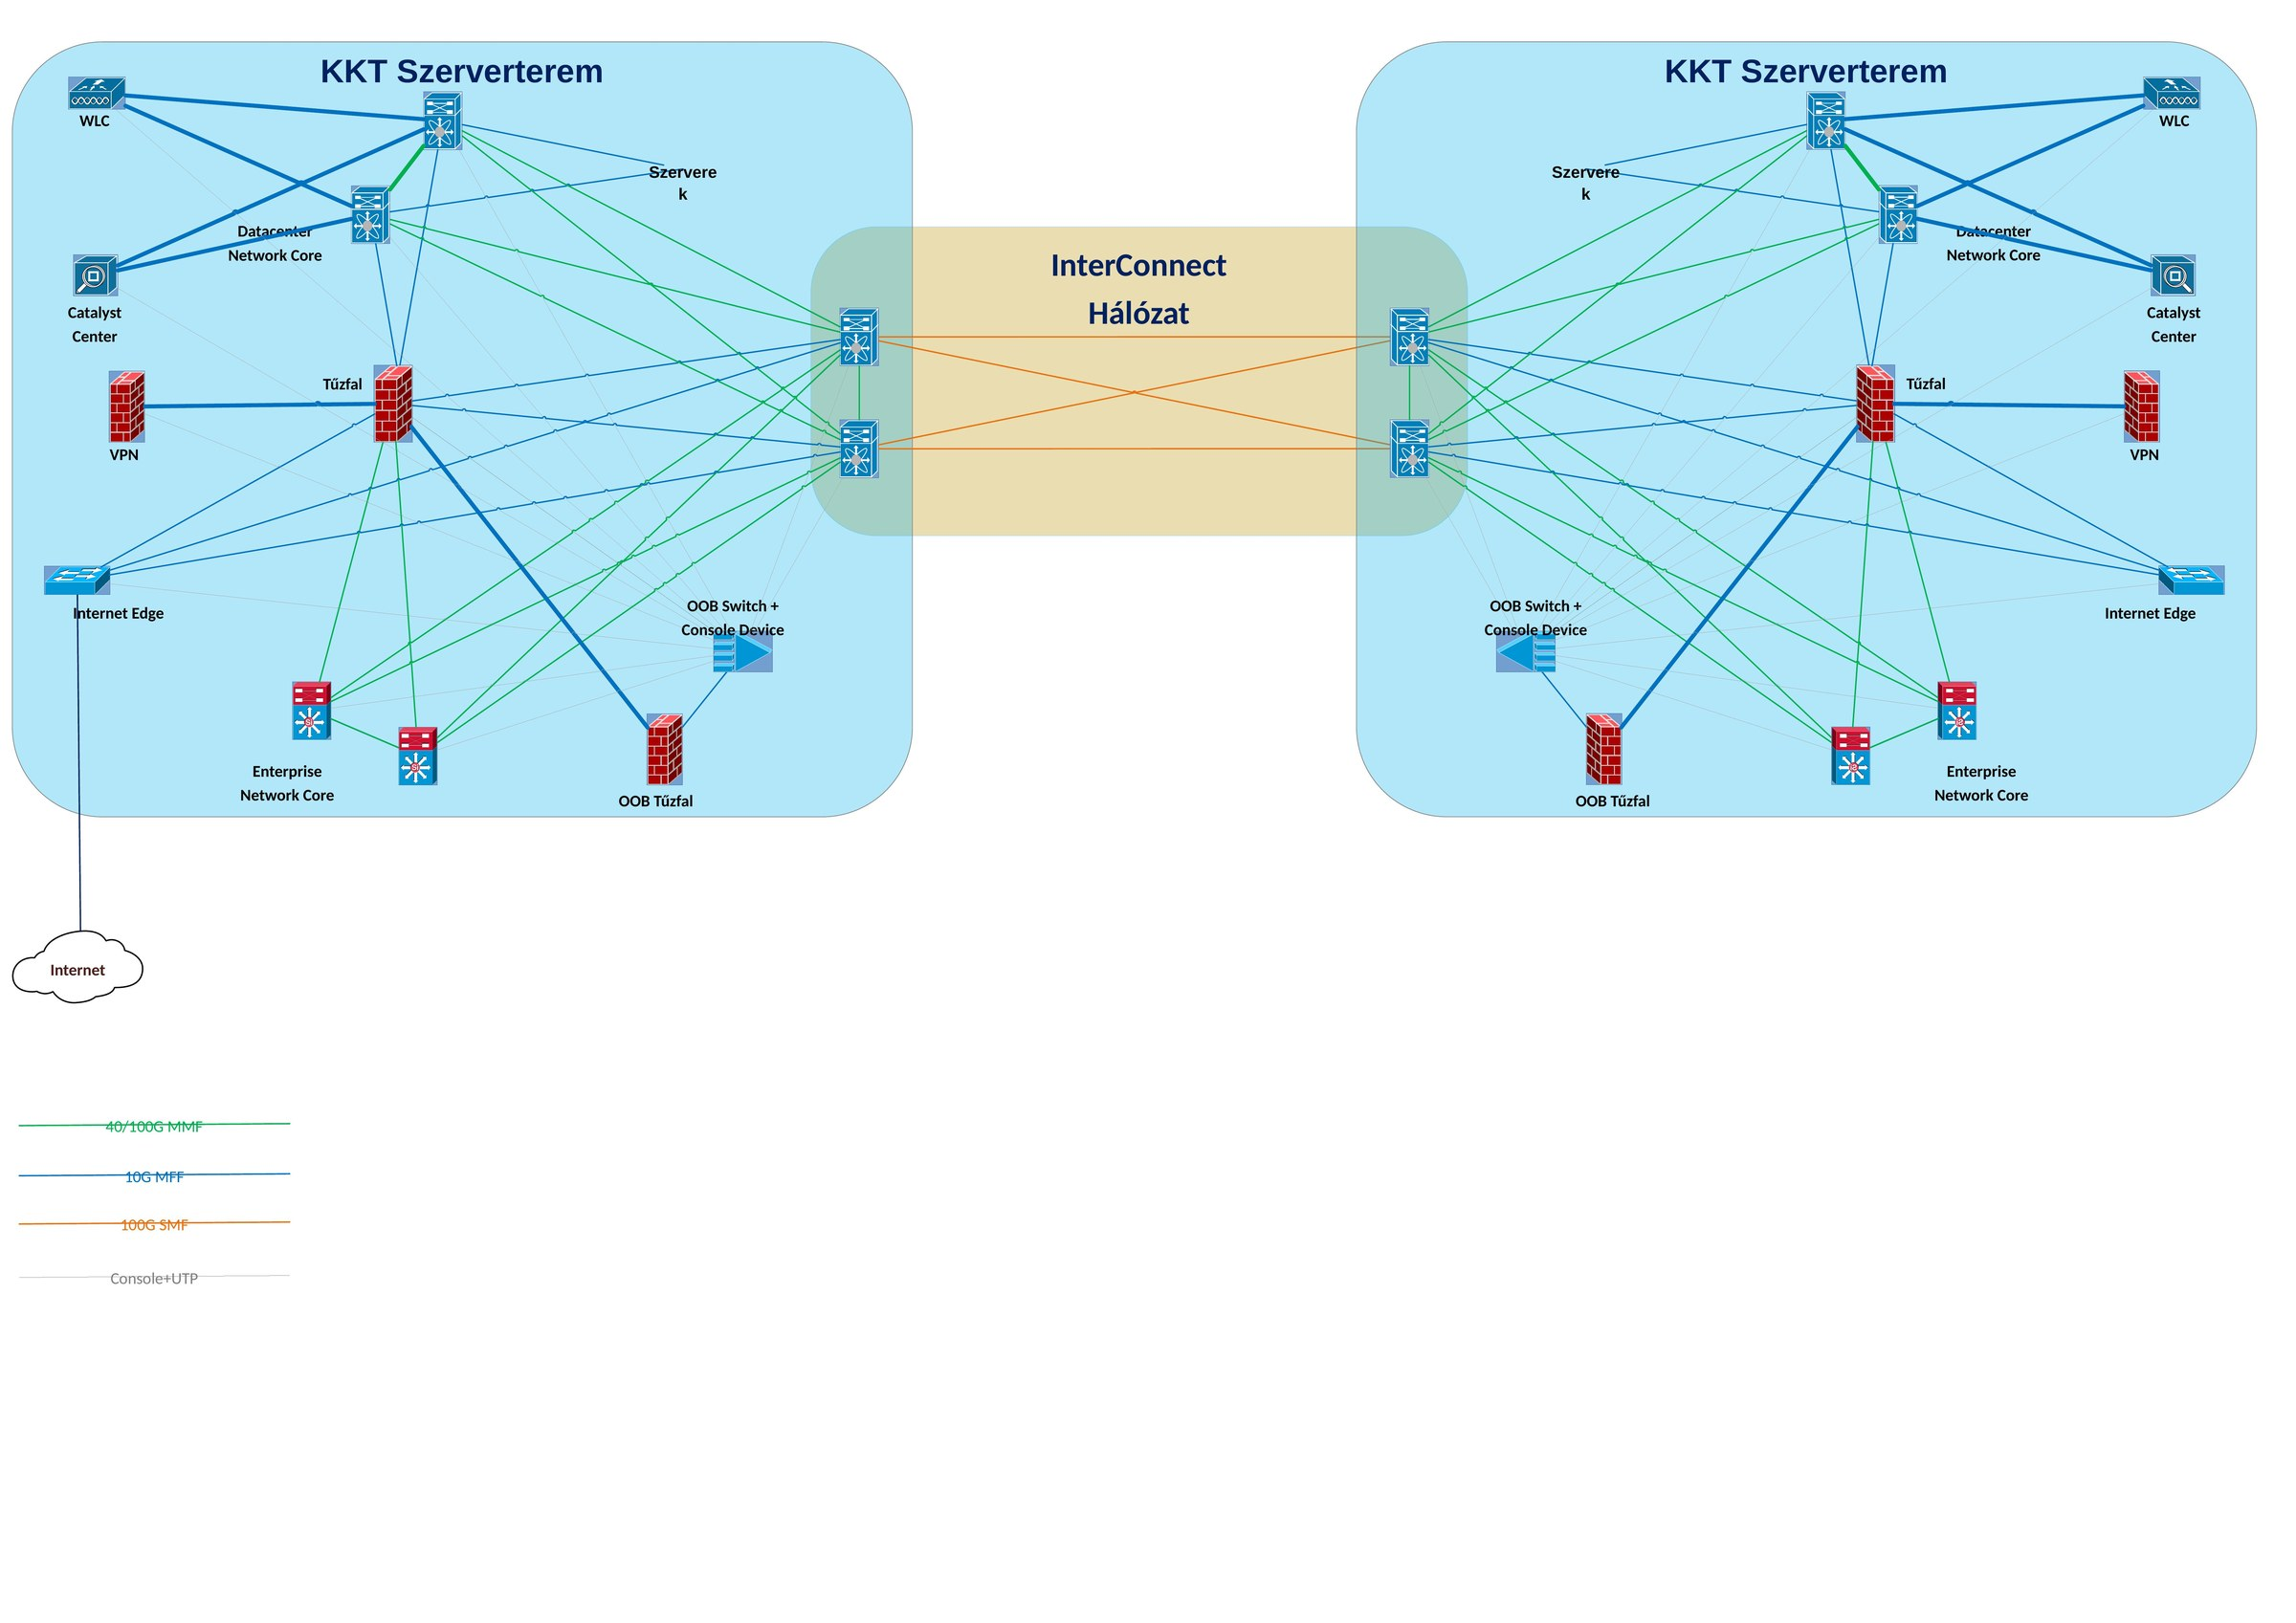 KKT Szerverterem
WLC
Szervere
k
Datacenter
Network Core
Catalyst
Center
Tűzfal
VPN
Internet Edge
OOB Switch +
Console Device
Enterprise
Network Core
OOB Tűzfal
InterConnect
Hálózat
KKT Szerverterem
WLC
Szervere
k
Datacenter
Network Core
Catalyst
Center
Tűzfal
VPN
OOB Switch +
Console Device
Internet Edge
Enterprise
Network Core
OOB Tűzfal
Internet
40/100G MMF
10G MFF
100G SMF
Console+UTP